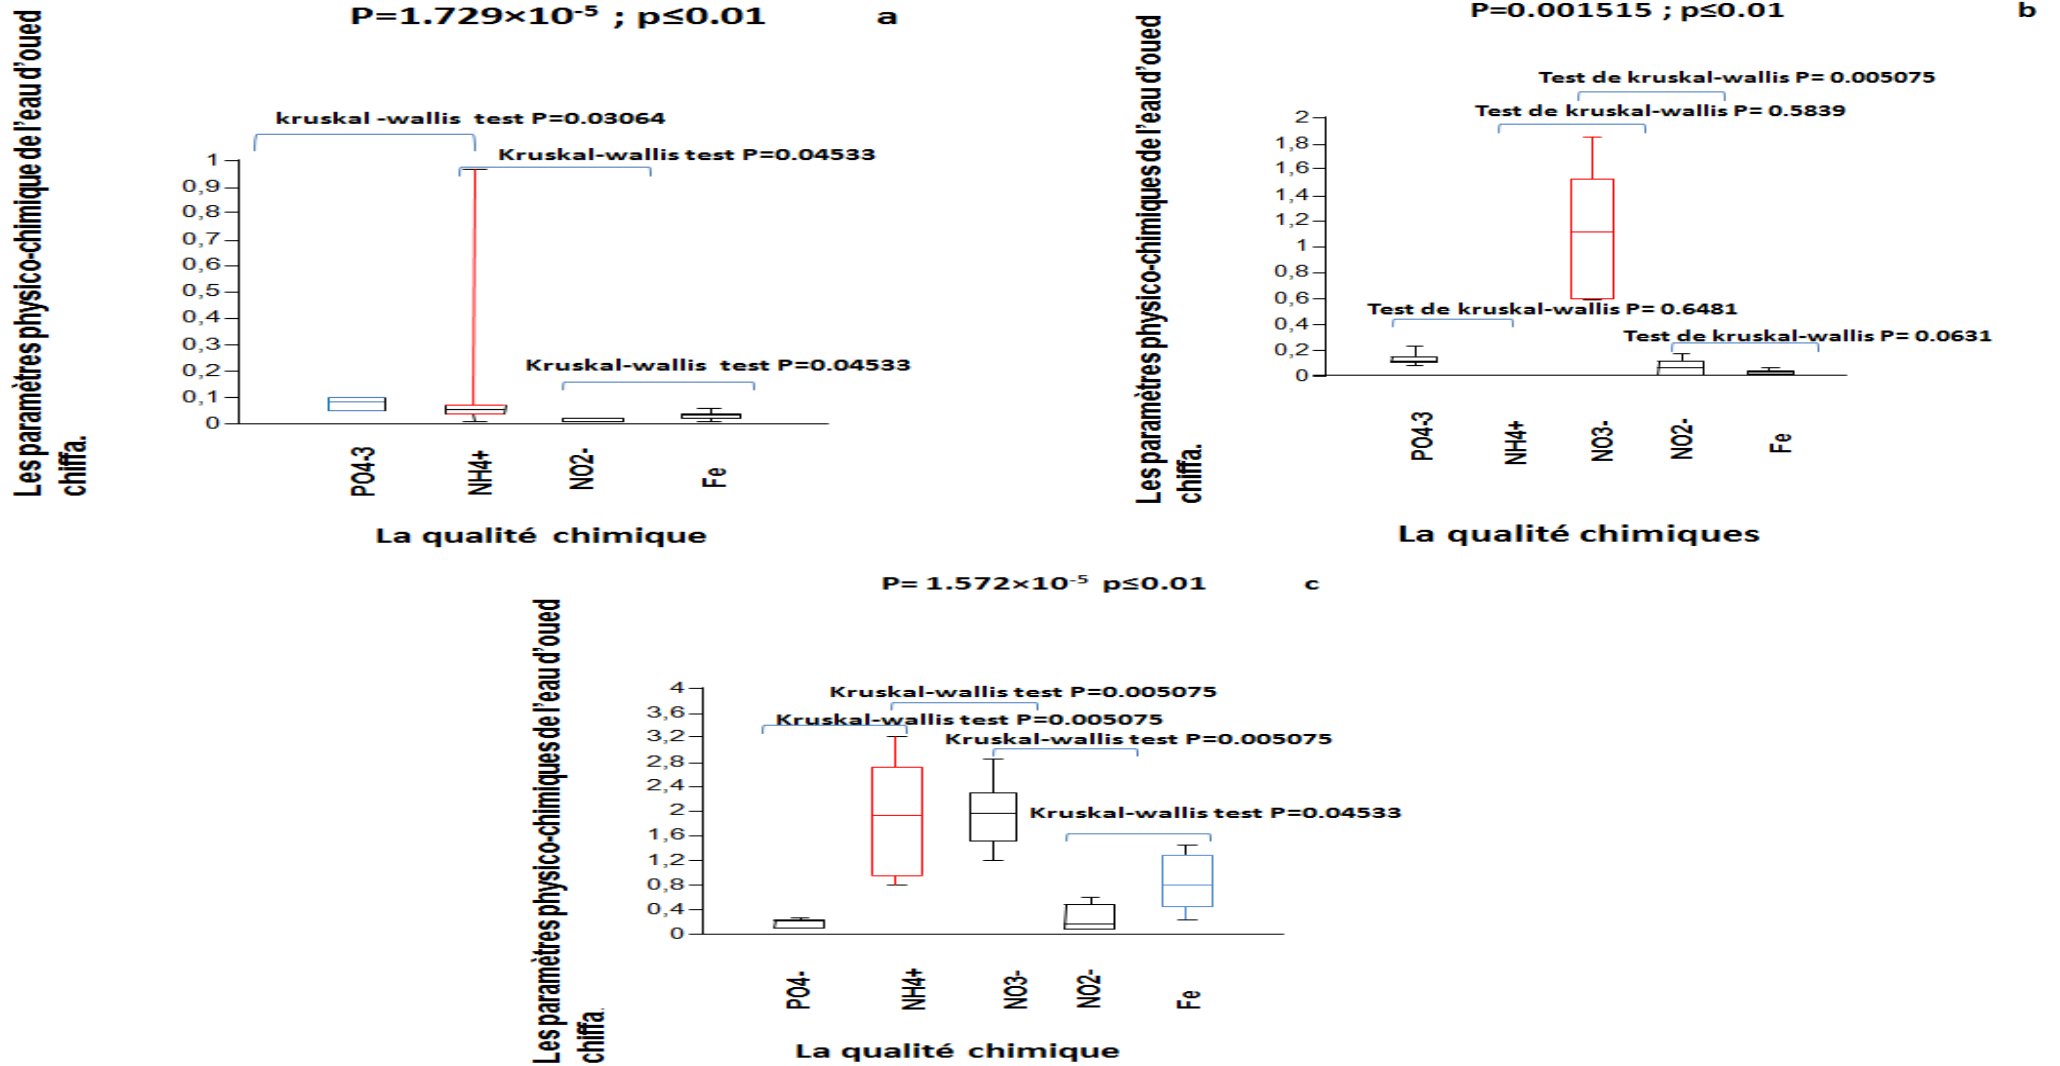 P=1.729×10-5 ; p≤0.01 a
Les paramètres physico-chimique de l'eau d'oued
chiffa.
kruskal -wallis test P=0.03064
Kruskal-wallis test P=0.04533
Kruskal-wallis test P=0.04533
1
0,9
0,8
0,7
0,6
0,5
0,4
0,3
0,2
0,1
0
PO4-3
NH4+
NO2-
Fe
La qualité chimique
P=0.001515 ; p≤0.01 b
Les paramètres physico-chimiques de l'eau d'oued
chiffa.
Test de kruskal-wallis P= 0.005075
Test de kruskal-wallis P= 0.5839
Test de kruskal-wallis P= 0.6481
Test de kruskal-wallis P= 0.0631
2
1,8
1,6
1,4
1,2
1
0,8
0,6
0,4
0,2
0
PO4-3
NH4+
NO3-
NO2-
Fe
La qualité chimiques
P= 1.572×10-5 p≤0.01 c
Les paramètres physico-chimiques de l'eau d'oued
chiffa.
Kruskal-wallis test P=0.005075
Kruskal-wallis test P=0.005075
Kruskal-wallis test P=0.005075
Kruskal-wallis test P=0.04533
4
3,6
3,2
2,8
2,4
2
1,6
1,2
0,8
0,4
0
PO4-
NH4+
NO3-
NO2-
Fe
La qualité chimique